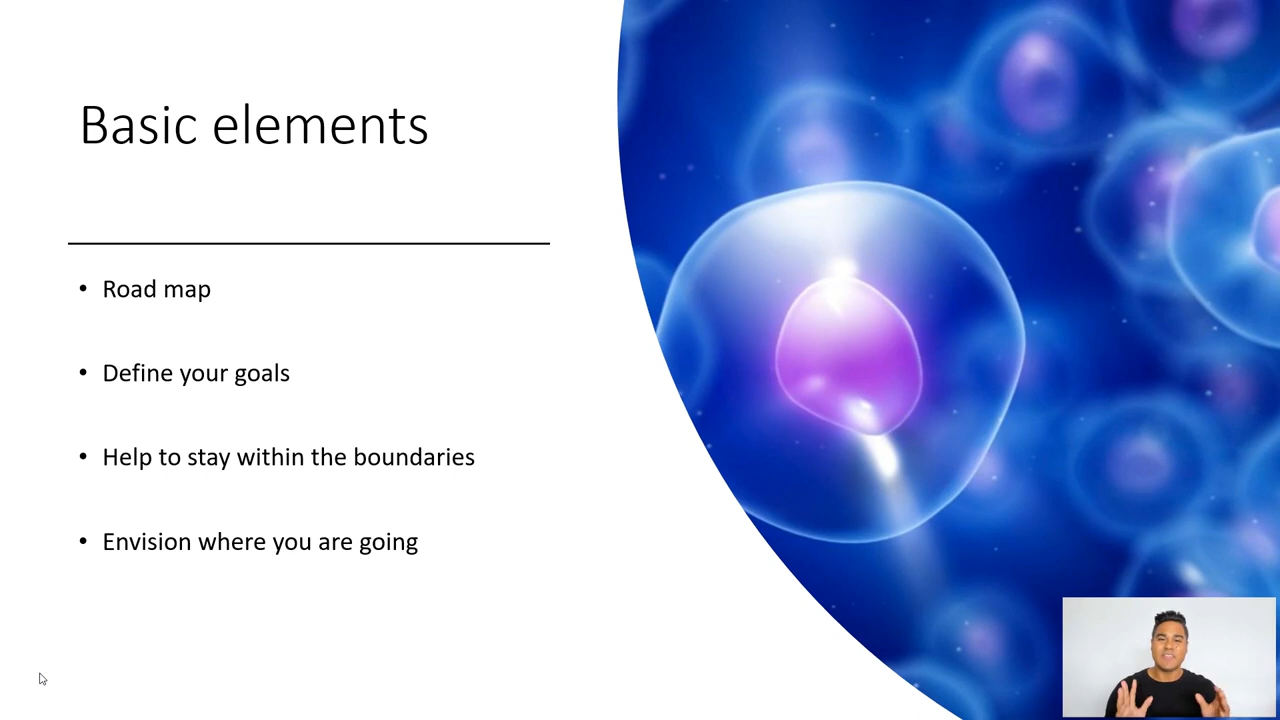 Basic elements
• Road map
• Define your goals
• Help to stay within the boundaries
• Envision where you are going